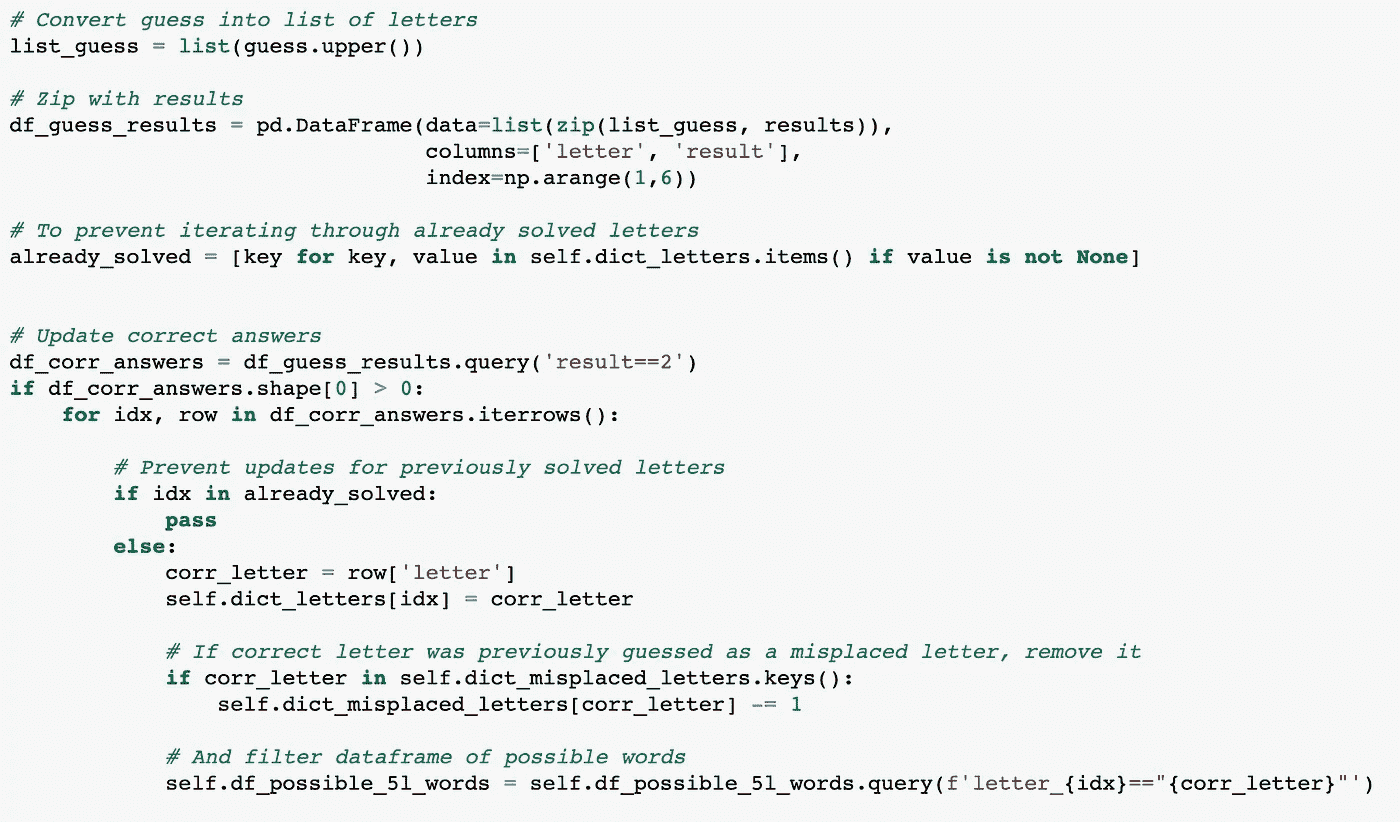 # Convert guess into list of letters
list_guess = list(guess.upper())
# Zip with results
df_guess_results = pd.DataFrame(data=list(zip(list_guess, results)),
columns=['letter', 'result'],
index=np.arange(1,6))
# To prevent iterating through already solved letters
already_solved = [key for key, value in self.dict_letters.items() if value is not None]
# Update correct answers
df_corr_answers = df_guess_results.query('result==2')
if df_corr_answers.shape[0] > 0:
    for idx, row in df_corr_answers.iterrows():
        # Prevent updates for previously solved letters
        if idx in already_solved:
            pass
        else:
            corr_letter = row['letter']
            self.dict_letters[idx] = corr_letter
            # If correct letter was previously guessed as a misplaced letter, remove it
            if corr_letter in self.dict_misplaced_letters.keys():
                self.dict_misplaced_letters[corr_letter] -= 1
            # And filter dataframe of possible words
            self.df_possible_5l_words = self.df_possible_5l_words.query(f'letter_{idx}=="{corr_letter}"')